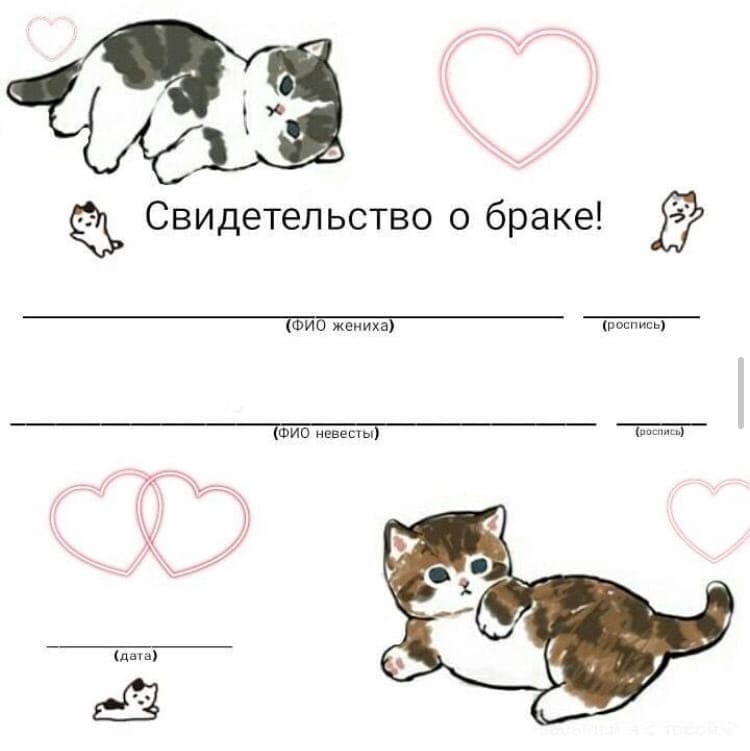 Свидетельство о браке!
(ФИО жениха) (роспись)
(ФИО невесты) (роспись)
(дата)